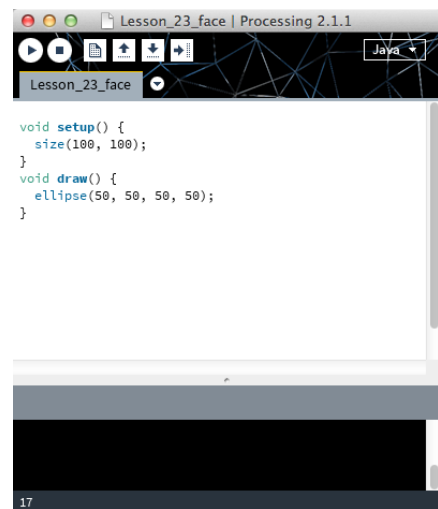 Lesson_23_face | Processing 2.1.1
Java
Lesson_23_face
void setup() {
  size(100, 100);
}
void draw() {
  ellipse(50, 50, 50, 50);
}
17